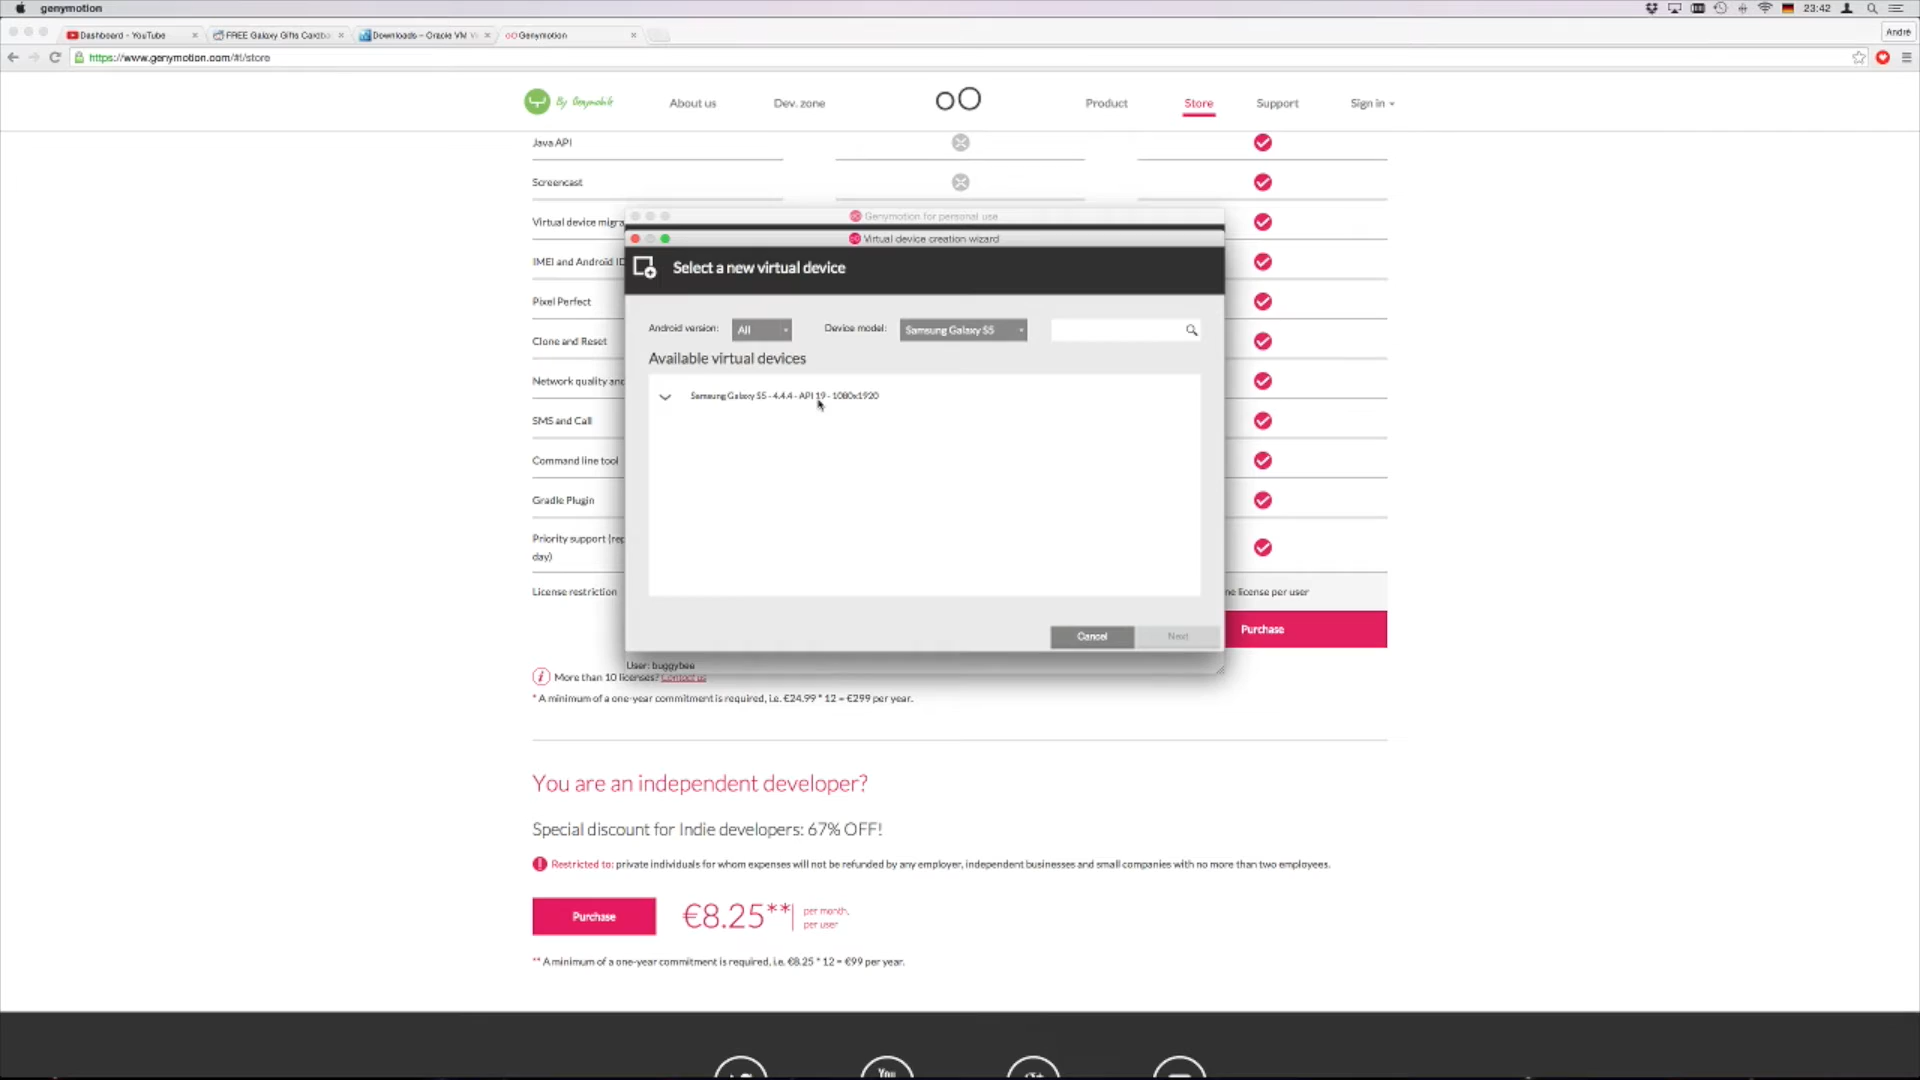 genymotion
23:42
Dashboard - YouTube
FREE Galaxy Gifts Cardbo
Downloads – Oracle VM Vi
Genymotion
André
https://www.genymotion.com/#!/store
By Genymobile
About us
Dev. zone
Product
Store
Support
Sign in
Java API
Screencast
Virtual device migra
Genymotion for personal use
Virtual device creation wizard
IMEI and Android ID
Select a new virtual device
Pixel Perfect
Android version:
All
Device model:
Samsung Galaxy S5
Clone and Reset
Available virtual devices
Network quality and
Samsung Galaxy S5 - 4.4.4 - API 19 - 1080x1920
SMS and Call
Command line tool
Gradle Plugin
Priority support (rep
day)
License restriction
ne license per user
Cancel
Next
Purchase
User: buggybee
More than 10 licenses? Contact us
* A minimum of a one-year commitment is required, i.e. €24.99 * 12 = €299 per year.
You are an independent developer?
Special discount for Indie developers: 67% OFF!
Restricted to: private individuals for whom expenses will not be refunded by any employer, independent businesses and small companies with no more than two employees.
Purchase
€8.25**
per month,
per user
** A minimum of a one-year commitment is required, i.e. €8.25 * 12 = €99 per year.
You